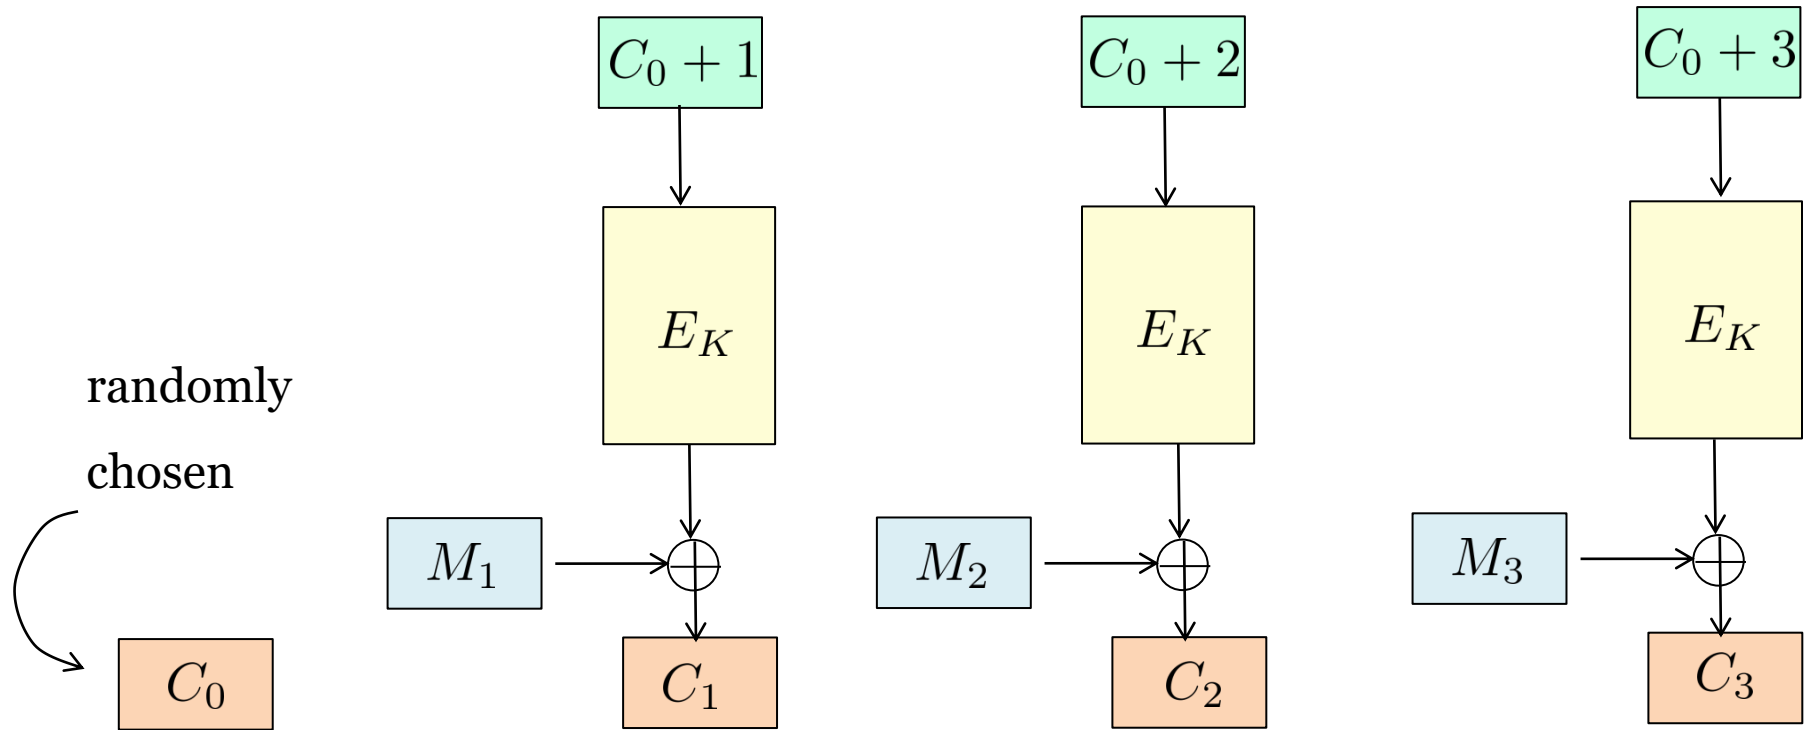 C₀ + 1
C₀ + 2
C₀ + 3
E_K
E_K
E_K
randomly
chosen
M₁
M₂
M₃
C₀
C₁
C₂
C₃